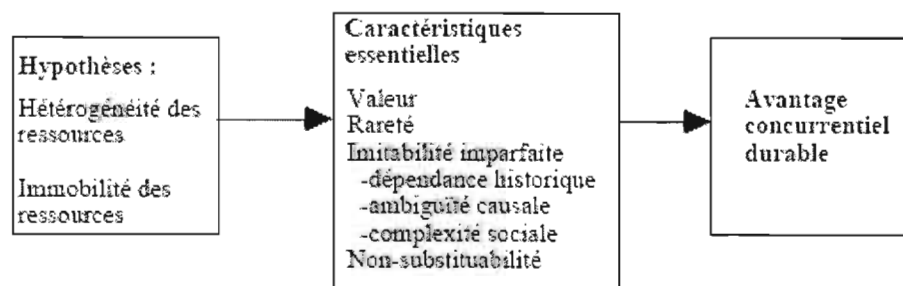 Hypothèses :
Hétérogénéité des
ressources
Immobilité des
ressources
Caractéristiques
essentielles
Valeur
Rareté
Imitabilité imparfaite
-dépendance historique
-ambiguïté causale
-complexité sociale
Non-substituabilité
Avantage
concurrentiel
durable